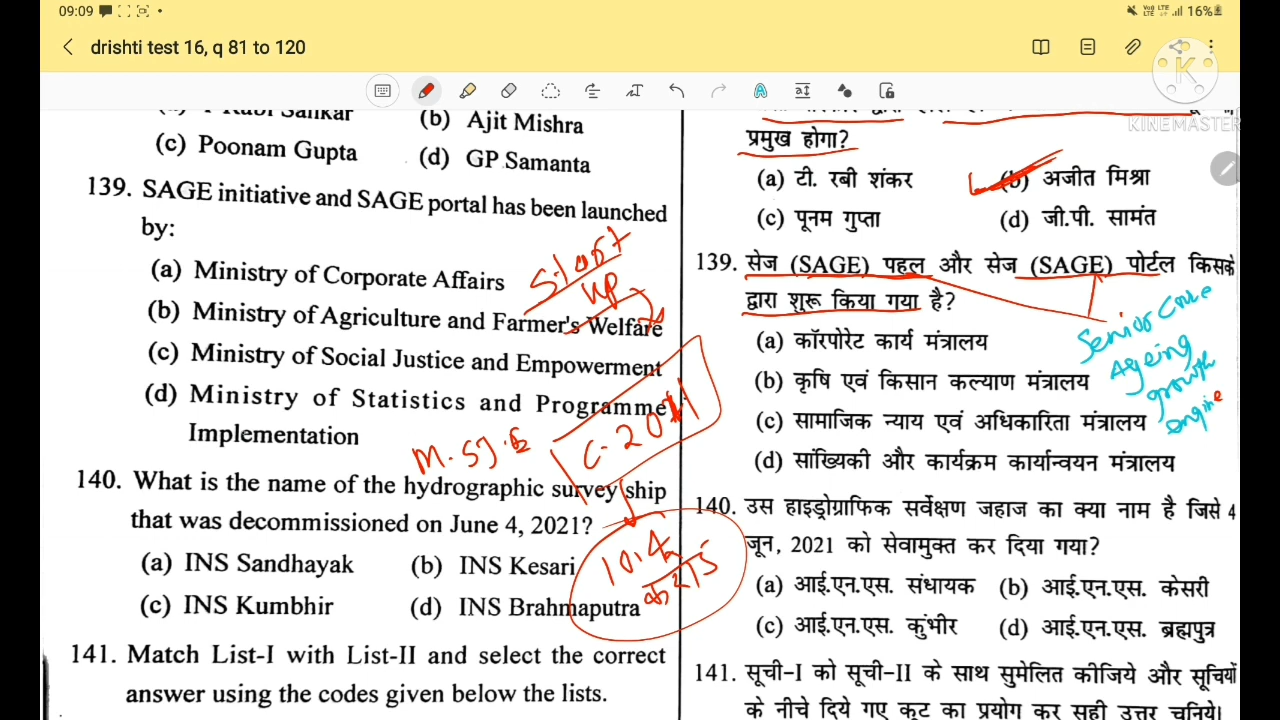 09:09
16%
drishti test 16, q 81 to 120
KINEMASTER
(b) Ajit Mishra
(c) Poonam Gupta
(d) GP Samanta
139. SAGE initiative and SAGE portal has been launched
by:
(a) Ministry of Corporate Affairs
(b) Ministry of Agriculture and Farmer's Welfare
(c) Ministry of Social Justice and Empowerment
(d) Ministry of Statistics and Programme
Implementation
Start
up
M. SJ. E
C-2011
10.4
करोड़
140. What is the name of the hydrographic survey ship
that was decommissioned on June 4, 2021?
(a) INS Sandhayak
(b) INS Kesari
(c) INS Kumbhir
(d) INS Brahmaputra
141. Match List-I with List-II and select the correct
answer using the codes given below the lists.
प्रमुख होगा?
(a) टी. रबी शंकर
(b) अजीत मिश्रा
(c) पूनम गुप्ता
(d) जी.पी. सामंत
139. सेज (SAGE) पहल और सेज (SAGE) पोर्टल किसके
द्वारा शुरू किया गया है?
(a) कॉरपोरेट कार्य मंत्रालय
(b) कृषि एवं किसान कल्याण मंत्रालय
(c) सामाजिक न्याय एवं अधिकारिता मंत्रालय
(d) सांख्यिकी और कार्यक्रम कार्यान्वयन मंत्रालय
Senior Care
Ageing
growth
engine
140. उस हाइड्रोग्राफिक सर्वेक्षण जहाज का क्या नाम है जिसे 4
जून, 2021 को सेवामुक्त कर दिया गया?
(a) आई.एन.एस. संधायक
(b) आई.एन.एस. केसरी
(c) आई.एन.एस. कुंभीर
(d) आई.एन.एस. ब्रह्मपुत्र
141. सूची-I को सूची-II के साथ सुमेलित कीजिये और सूचियों
के नीचे दिये गए कूट का प्रयोग कर सही उत्तर चुनिये।